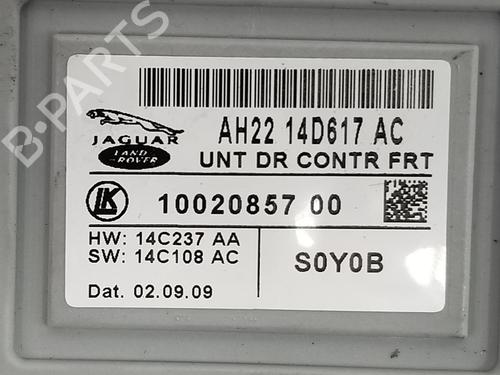 B-PARTS
AH22 14D617 AC
JAGUAR
LAND ROVER
UNT DR CONTR FRT
LK
10020857 00
HW: 14C237 AA
SW: 14C108 AC
S0Y0B
Dat. 02.09.09